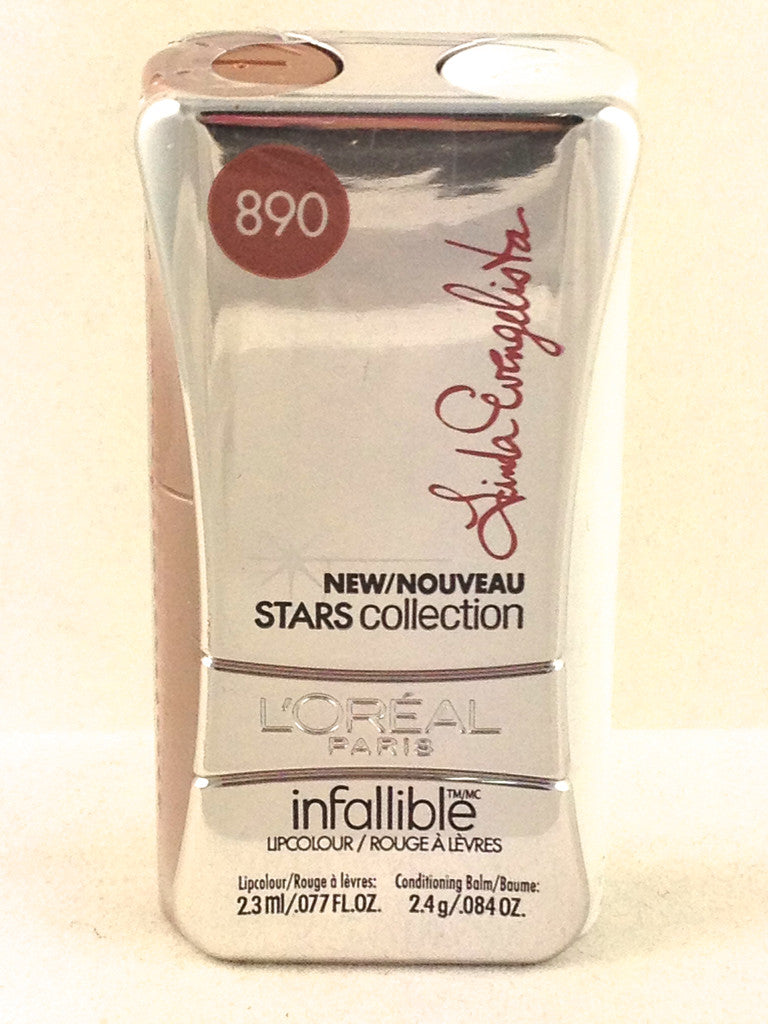 890
Linda Evangelista
NEW/NOUVEAU
STARS collection
L'ORÉAL
PARIS
infallible™/MC
LIPCOLOUR / ROUGE À LÈVRES
Lipcolour/Rouge à lèvres: Conditioning Balm/Baume:
2.3 ml/.077 FL.OZ. 2.4 g/.084 OZ.